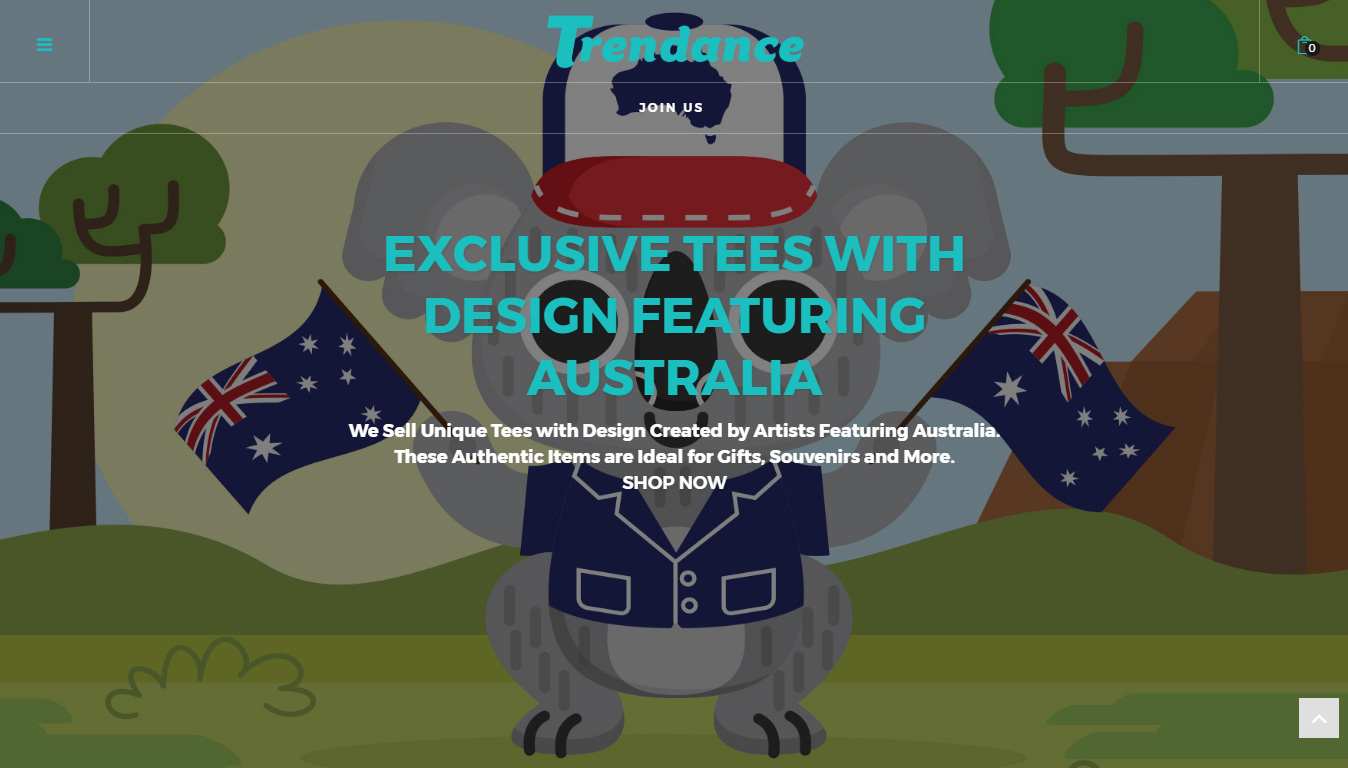 Trendance
0
JOIN US
EXCLUSIVE TEES WITH
DESIGN FEATURING
AUSTRALIA
We Sell Unique Tees with Design Created by Artists Featuring Australia.
These Authentic Items are Ideal for Gifts, Souvenirs and More.
SHOP NOW